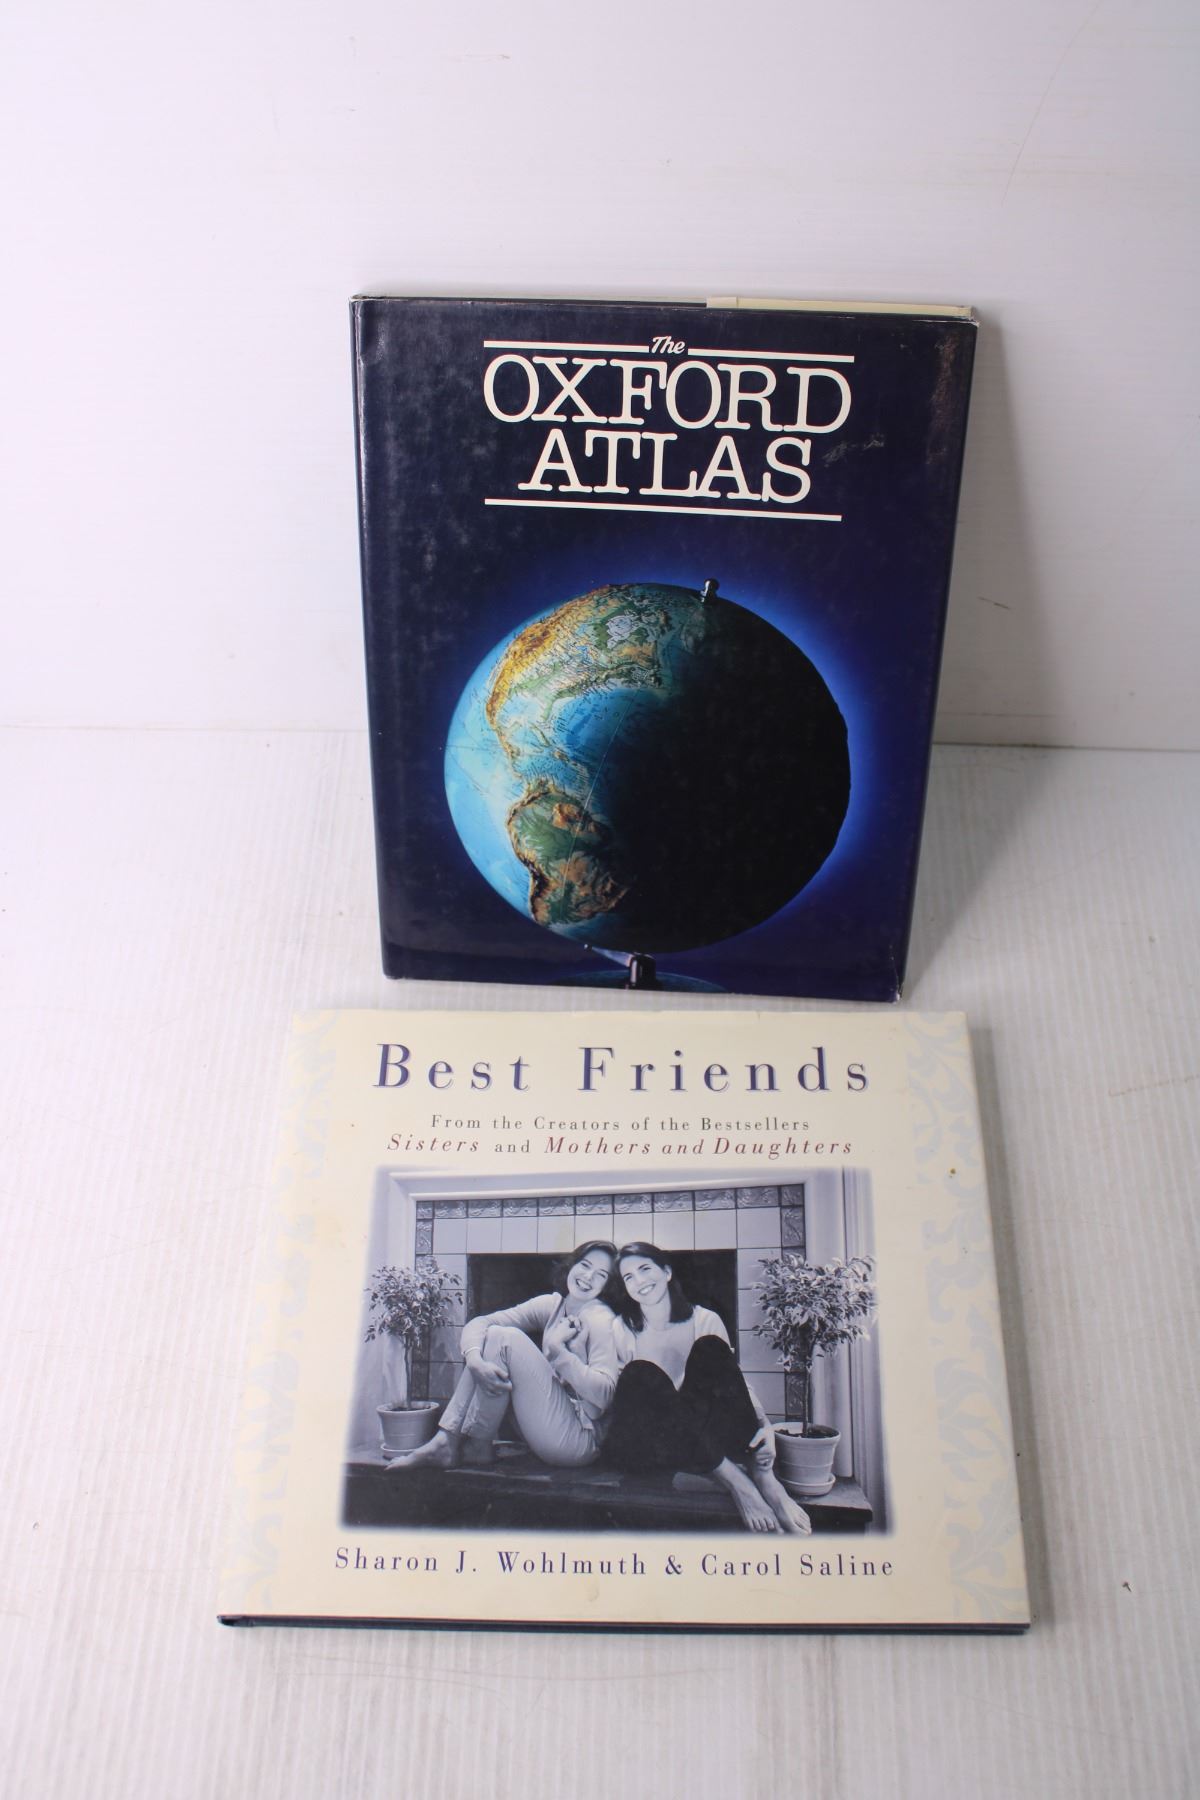 The
OXFORD
ATLAS
Best Friends
From the Creators of the Bestsellers
Sisters and Mothers and Daughters
Sharon J. Wohlmuth & Carol Saline